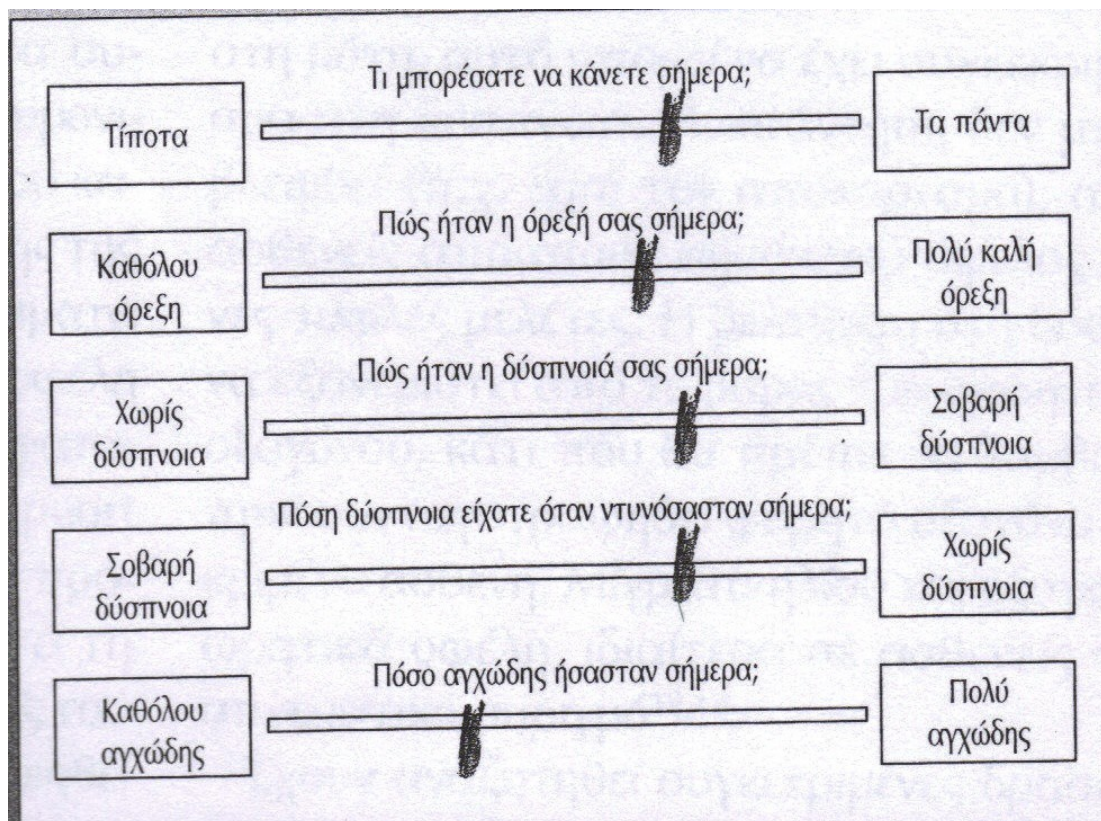 Τι μπορέσατε να κάνετε σήμερα;
Τίποτα
Τα πάντα
Πώς ήταν η όρεξή σας σήμερα;
Καθόλου
όρεξη
Πολύ καλή
όρεξη
Πώς ήταν η δύσπνοιά σας σήμερα;
Χωρίς
δύσπνοια
Σοβαρή
δύσπνοια
Πόση δύσπνοια είχατε όταν ντυνόσασταν σήμερα;
Σοβαρή
δύσπνοια
Χωρίς
δύσπνοια
Πόσο αγχώδης ήσασταν σήμερα;
Καθόλου
αγχώδης
Πολύ
αγχώδης